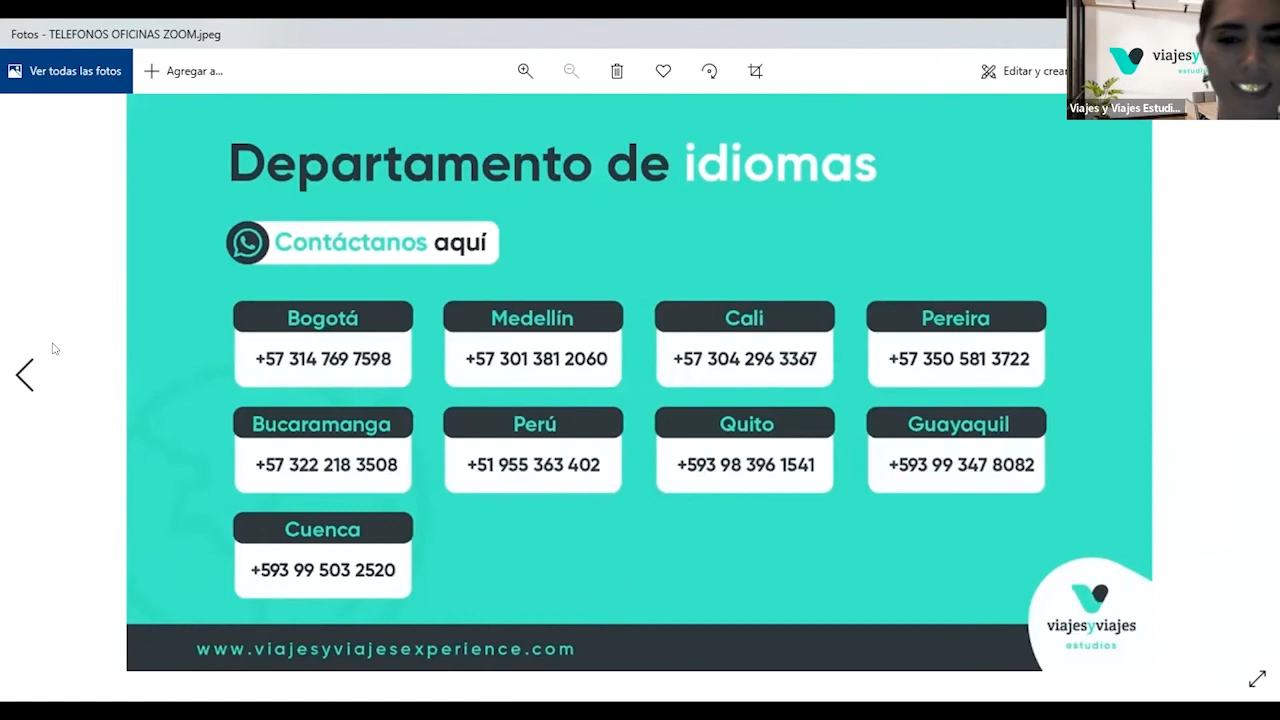 Fotos - TELEFONOS OFICINAS ZOOM.jpeg
Ver todas las fotos
Agregar a...
Editar y crear
viajesy
estudi
Viajes y Viajes Estudi...
Departamento de idiomas
Contáctanos aquí
Bogotá
+57 314 769 7598
Medellín
+57 301 381 2060
Cali
+57 304 296 3367
Pereira
+57 350 581 3722
Bucaramanga
+57 322 218 3508
Perú
+51 955 363 402
Quito
+593 98 396 1541
Guayaquil
+593 99 347 8082
Cuenca
+593 99 503 2520
www.viajesyviajesexperience.com
viajesyviajes
estudios